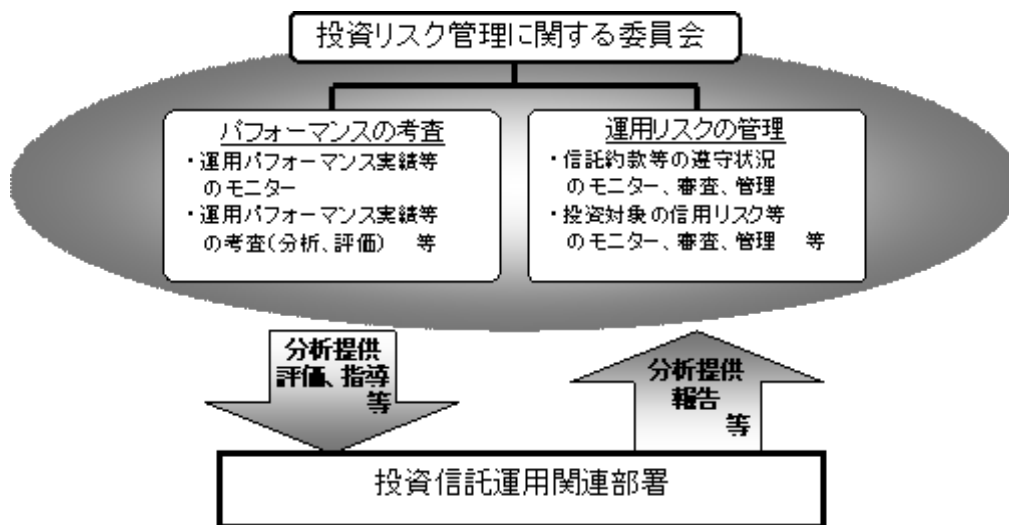 投資リスク管理に関する委員会
パフォーマンスの考査
・運用パフォーマンス実績等
のモニター
・運用パフォーマンス実績等
の考査(分析、評価) 等
運用リスクの管理
・信託約款等の遵守状況
のモニター、審査、管理
・投資対象の信用リスク等
のモニター、審査、管理 等
分析提供
評価、指導
等
分析提供
報告
等
投資信託運用関連部署